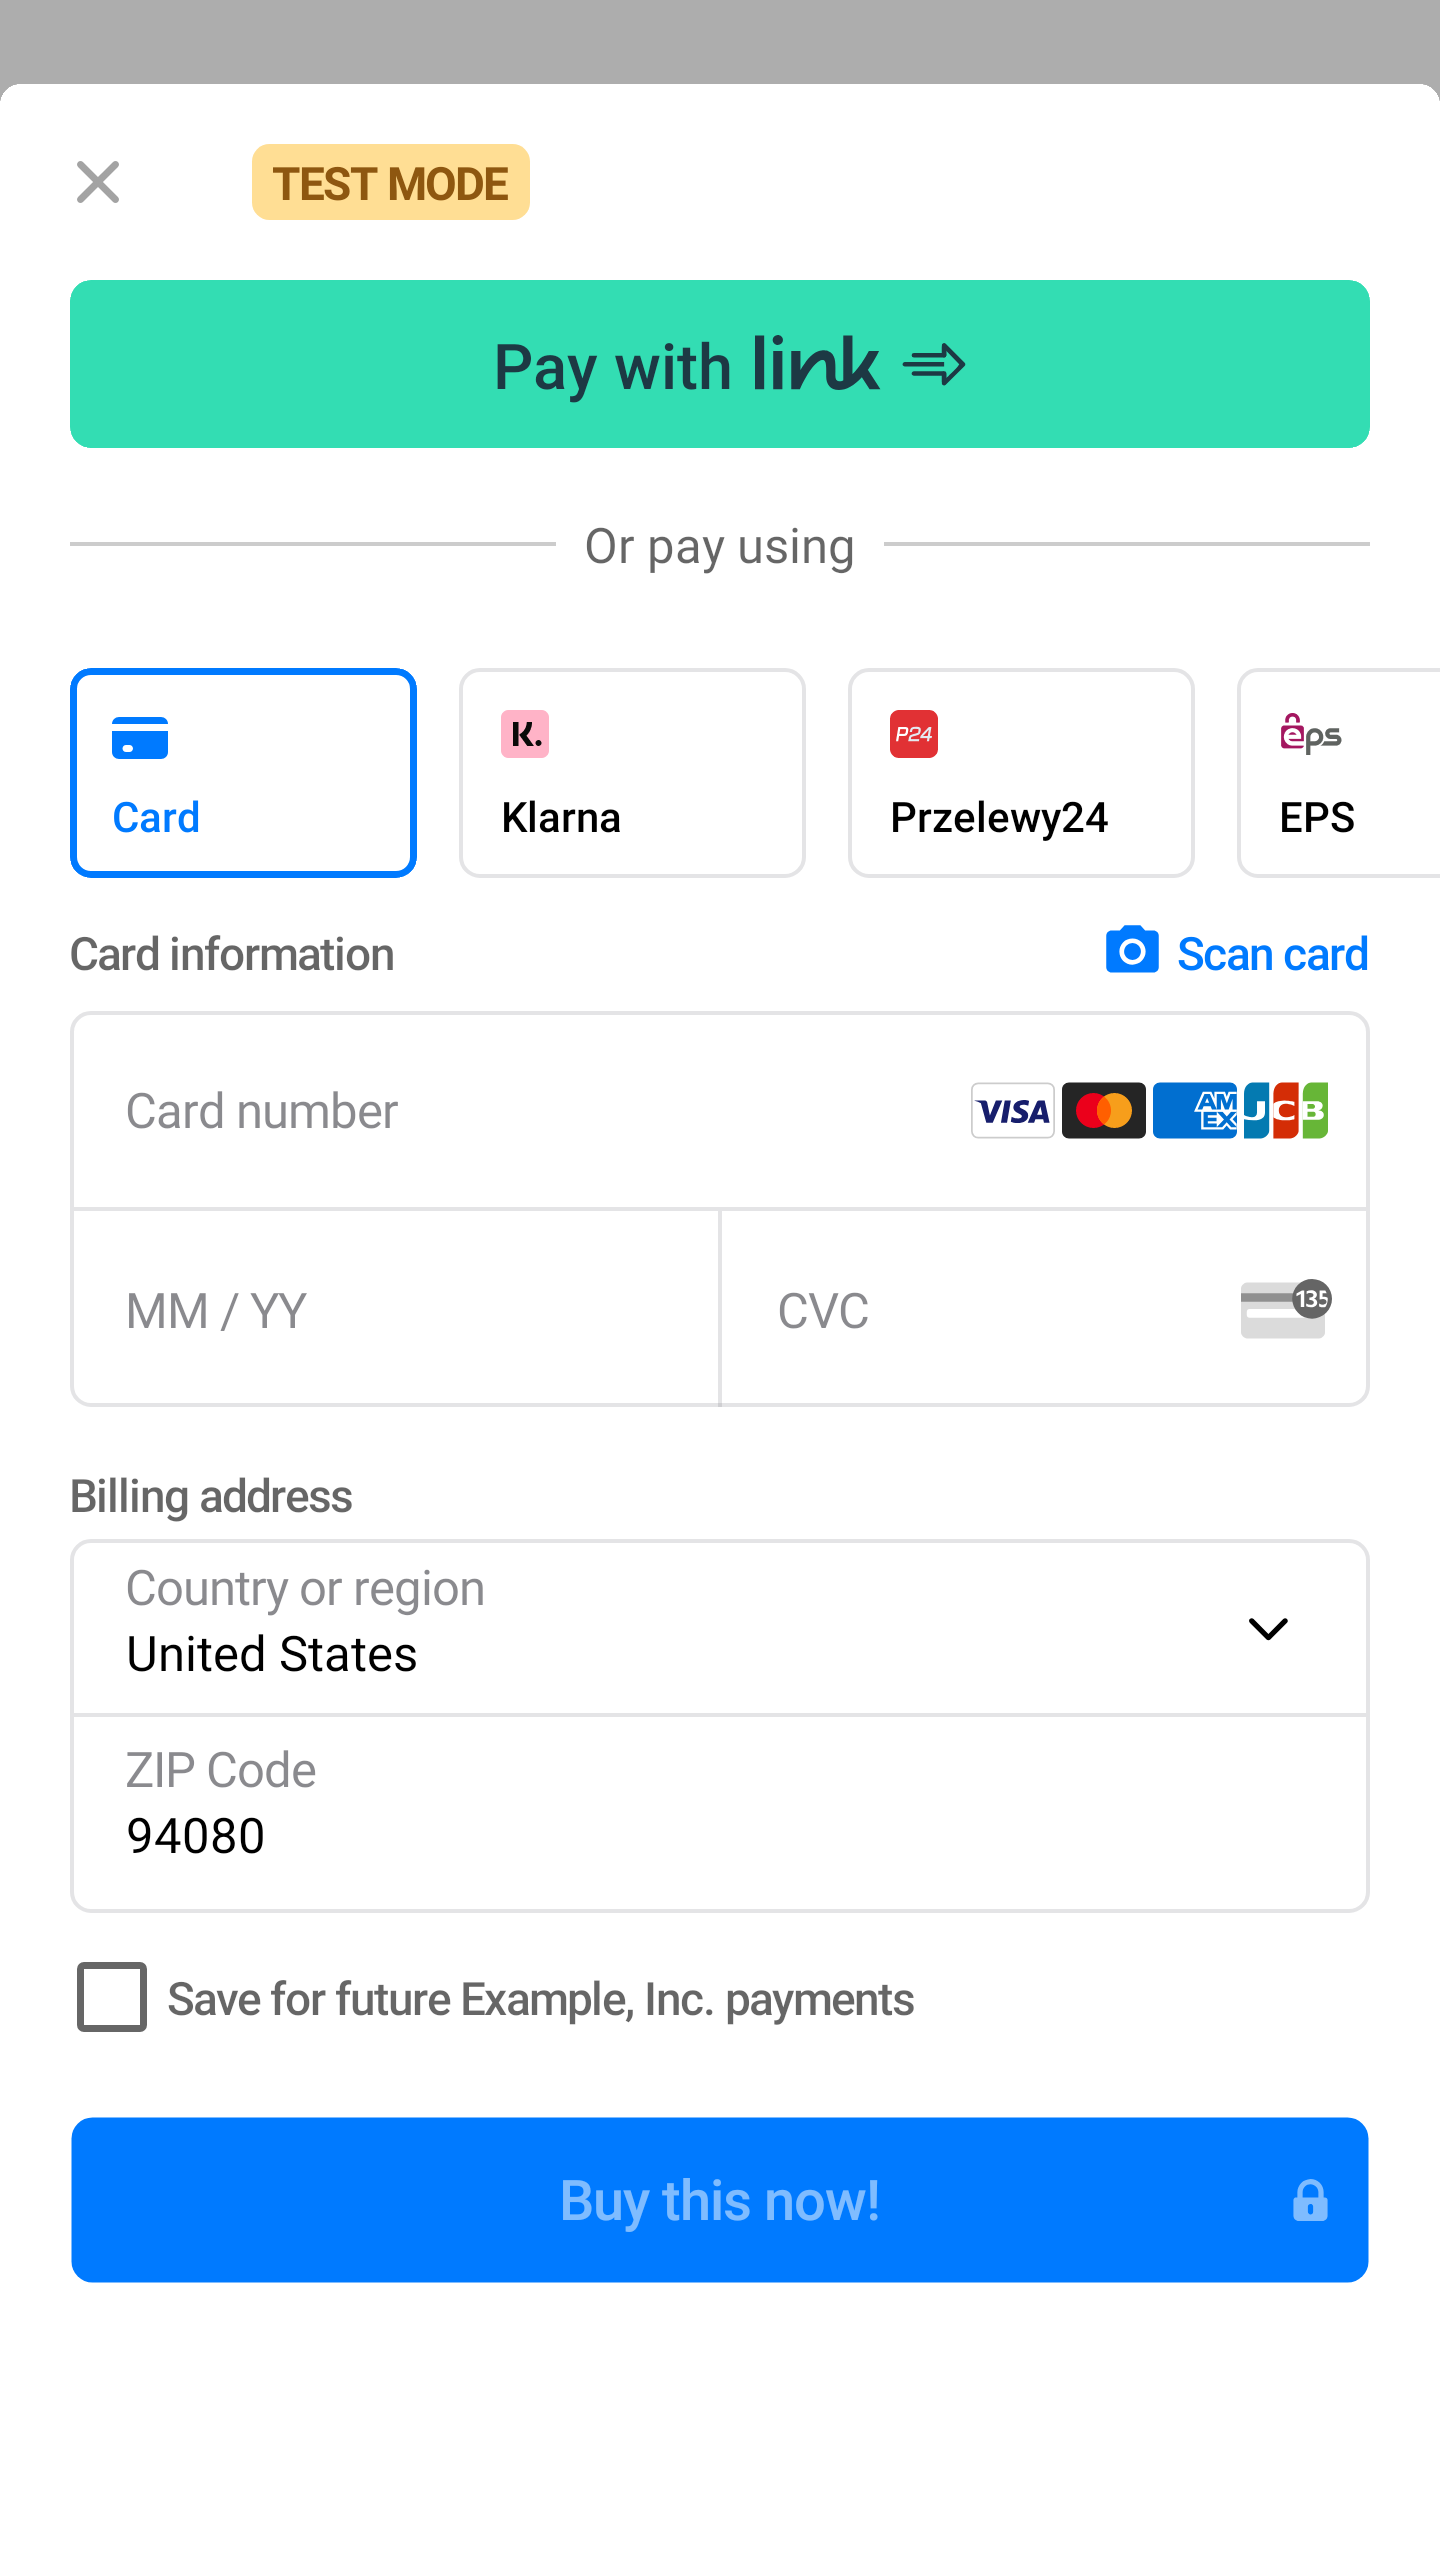 TEST MODE
Pay with link
Or pay using
K.
P24
eps
Card
Klarna
Przelewy24
EPS
Card information
Scan card
Card number
VISA
AM
EX
JCB
MM / YY
CVC
135
Billing address
Country or region
United States
ZIP Code
94080
Save for future Example, Inc. payments
Buy this now!